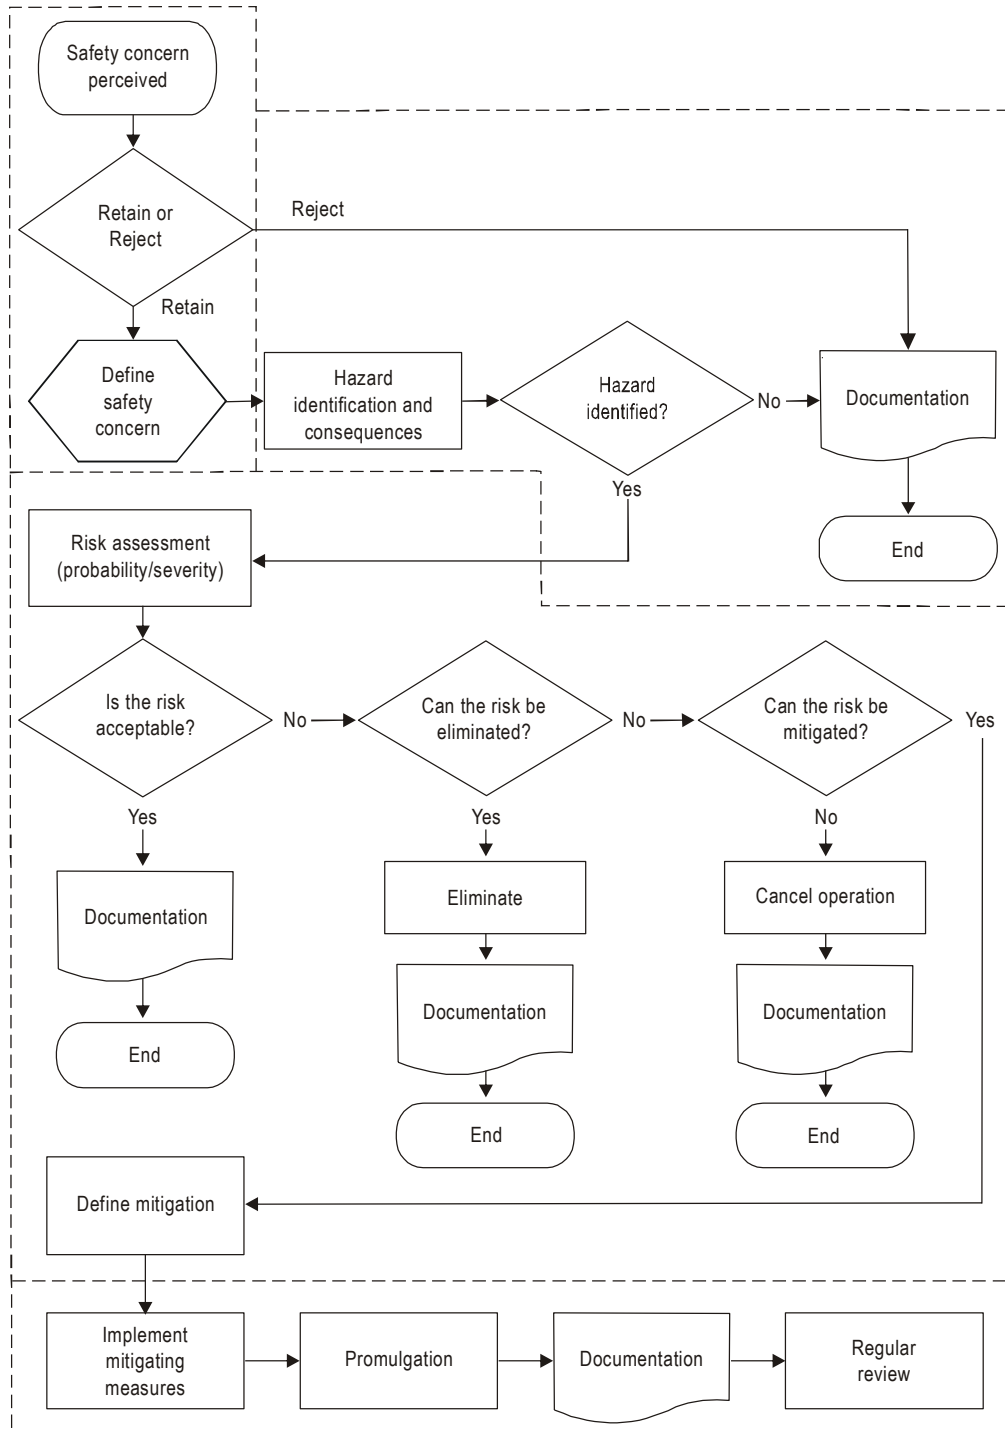 Safety concern
perceived
Retain or
Reject
Reject
Retain
Define
safety
concern
Hazard
identification and
consequences
Hazard
identified?
No
Documentation
Yes
End
Risk assessment
(probability/severity)
Is the risk
acceptable?
No
Can the risk be
eliminated?
No
Can the risk be
mitigated?
Yes
Yes
Yes
No
Documentation
Eliminate
Cancel operation
Documentation
Documentation
End
End
End
Define mitigation
Implement
mitigating
measures
Promulgation
Documentation
Regular
review